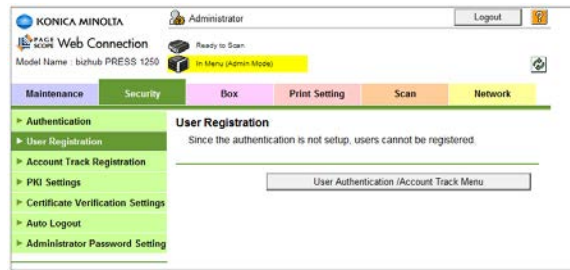 KONICA MINOLTA
Administrator
Logout
?
PAGE SCOPE Web Connection
Ready to Scan
Model Name : bizhub PRESS 1250
In Menu (Admin Mode)
Maintenance
Security
Box
Print Setting
Scan
Network
Authentication
User Registration
Account Track Registration
PKI Settings
Certificate Verification Settings
Auto Logout
Administrator Password Setting
User Registration
Since the authentication is not setup, users cannot be registered.
User Authentication /Account Track Menu